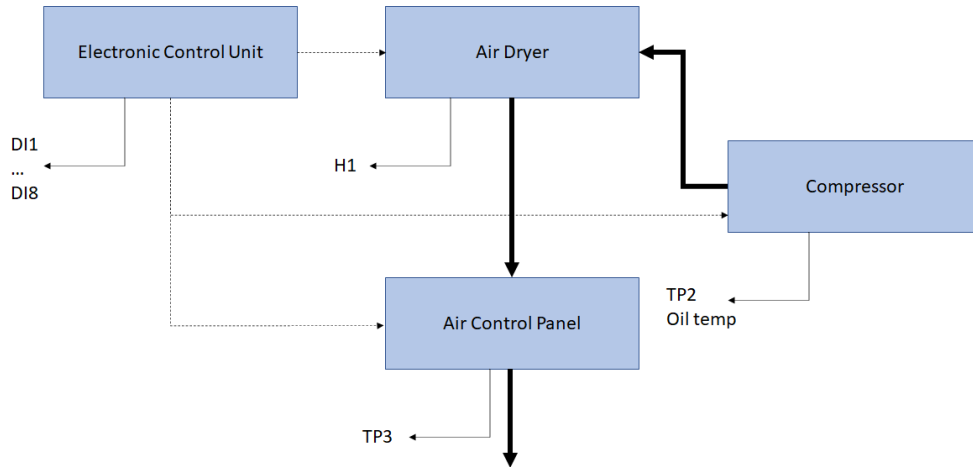 Electronic Control Unit
Air Dryer
DI1
...
DI8
H1
Compressor
TP2
Oil temp
Air Control Panel
TP3